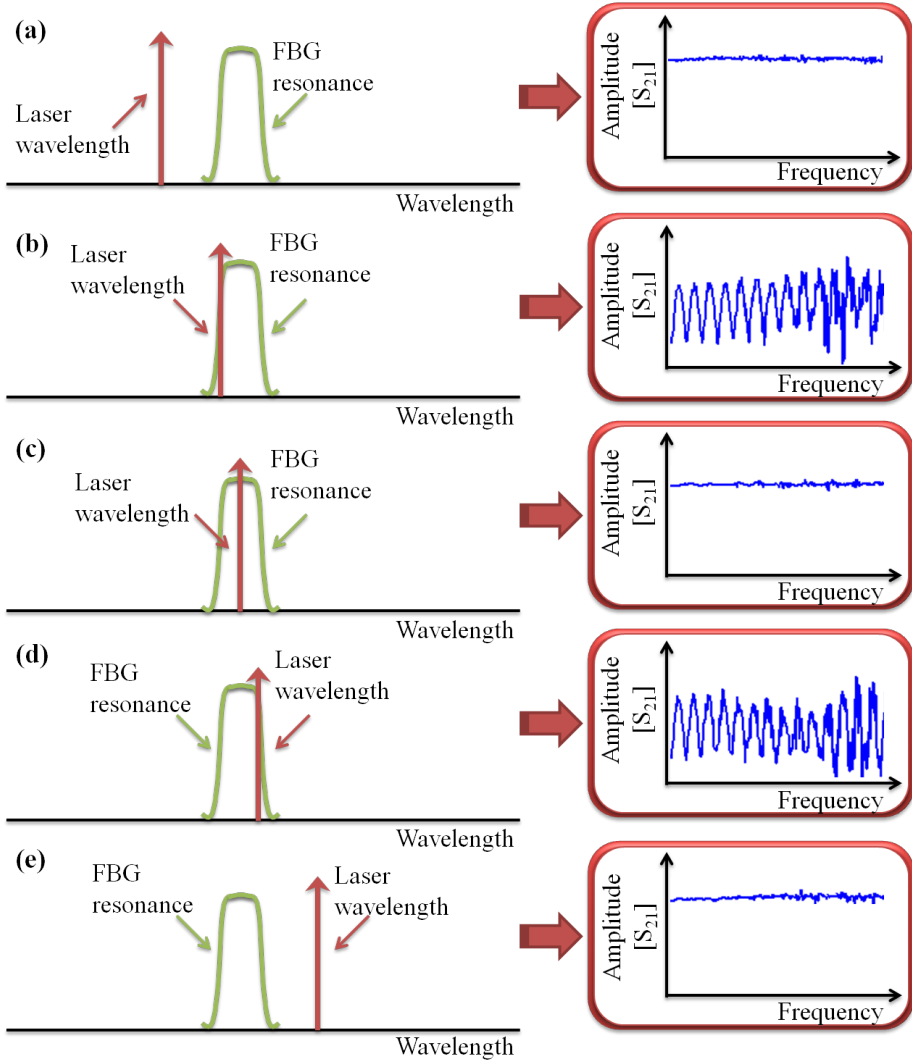 (a)
FBG
resonance
Laser
wavelength
Wavelength
Amplitude
[S₂₁]
Frequency
(b)
Laser
wavelength
FBG
resonance
Wavelength
Amplitude
[S₂₁]
Frequency
(c)
Laser
wavelength
FBG
resonance
Wavelength
Amplitude
[S₂₁]
Frequency
(d)
FBG
resonance
Laser
wavelength
Wavelength
Amplitude
[S₂₁]
Frequency
(e)
FBG
resonance
Laser
wavelength
Wavelength
Amplitude
[S₂₁]
Frequency